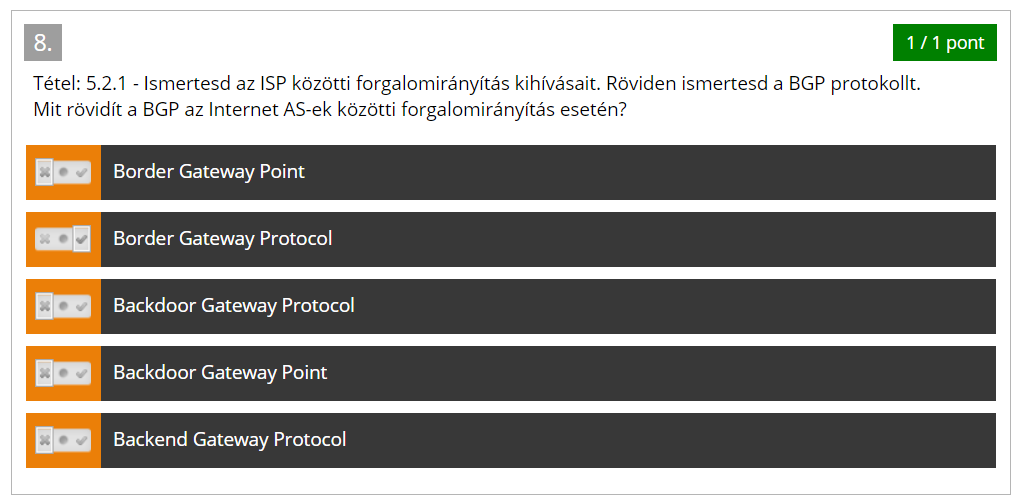 8.
1 / 1 pont
Tétel: 5.2.1 - Ismertesd az ISP közötti forgalomirányítás kihívásait. Röviden ismertesd a BGP protokollt.
Mit rövidít a BGP az Internet AS-ek közötti forgalomirányítás esetén?
Border Gateway Point
Border Gateway Protocol
Backdoor Gateway Protocol
Backdoor Gateway Point
Backend Gateway Protocol